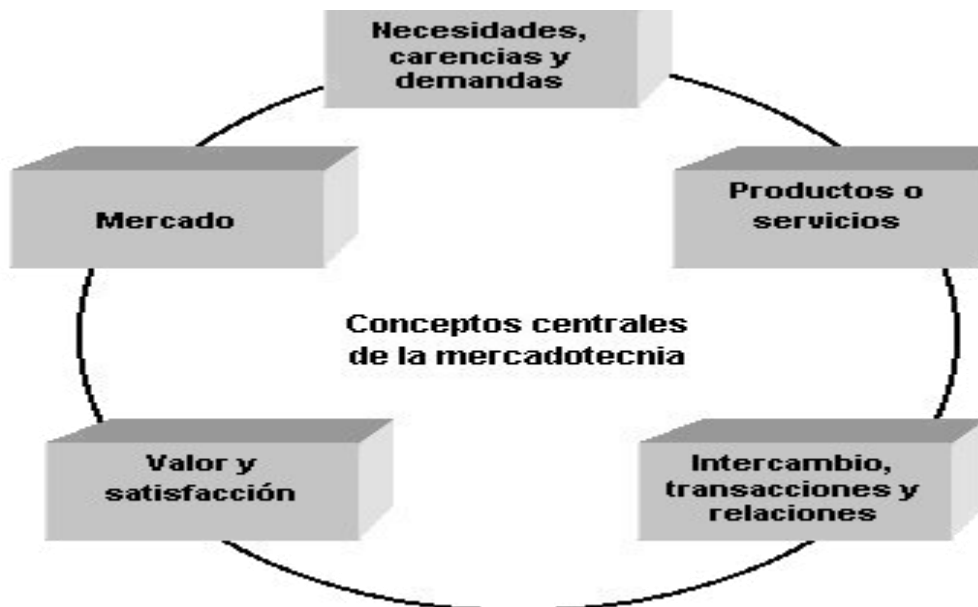 Necesidades,
carencias y
demandas
Mercado
Productos o
servicios
Conceptos centrales
de la mercadotecnia
Valor y
satisfacción
Intercambio,
transacciones y
relaciones